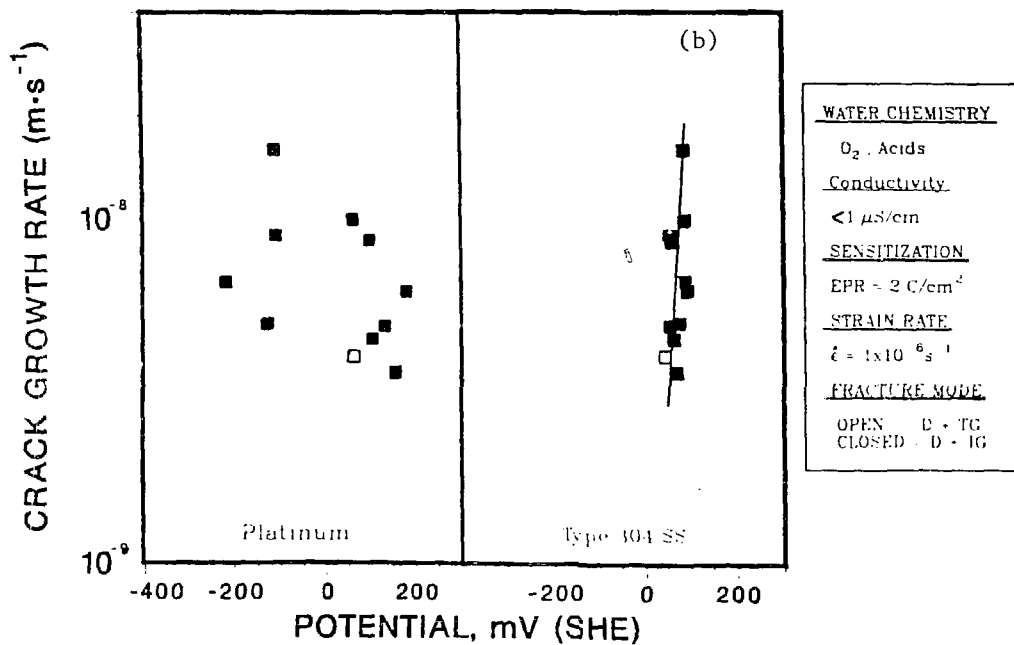 (b)
CRACK GROWTH RATE (m·s⁻¹)
10⁻⁸
10⁻⁹
Platinum
Type 304 SS
-400 -200 0 200 -200 0 200
POTENTIAL, mV (SHE)
WATER CHEMISTRY
O₂, Acids
Conductivity
<1 μS/cm
SENSITIZATION
EPR = 2 C/cm²
STRAIN RATE
ε̇ = 1x10⁻⁶s⁻¹
FRACTURE MODE
OPEN D + TG
CLOSED - D + IG